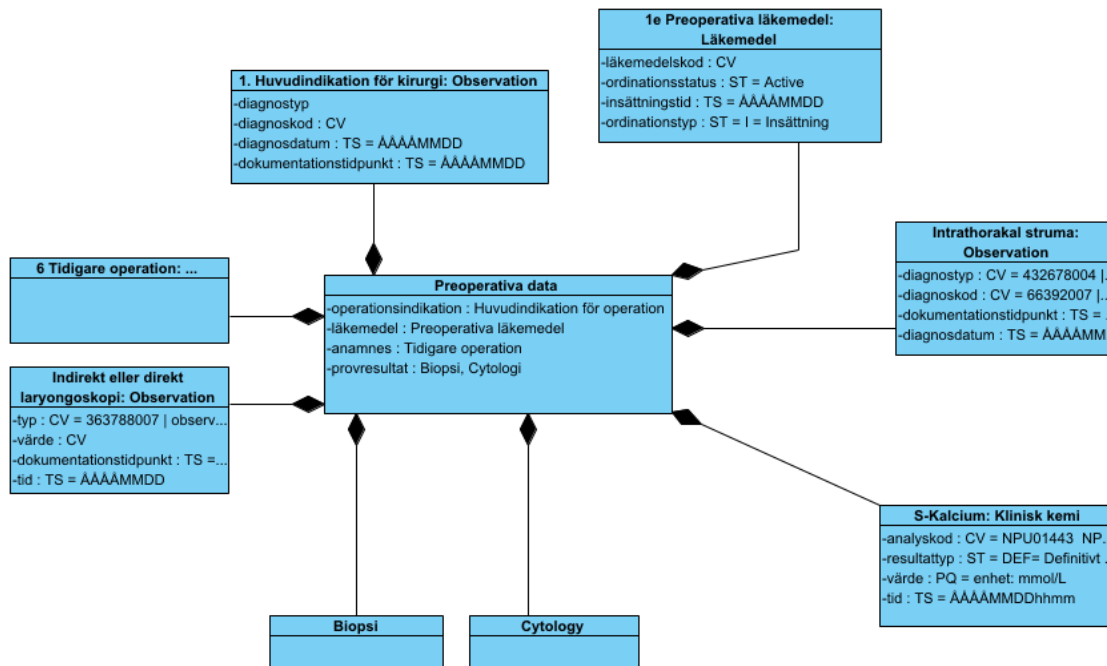 1e Preoperativa läkemedel:
Läkemedel
-läkemedelskod : CV
-ordinationsstatus : ST = Active
-insättningstid : TS = ÅÅÅÅMMDD
-ordinationstyp : ST = I = Insättning
1. Huvudindikation för kirurgi: Observation
-diagnostyp
-diagnoskod : CV
-diagnosdatum : TS = ÅÅÅÅMMDD
-dokumentationstidpunkt : TS = ÅÅÅÅMMDD
Intrathorakal struma:
Observation
-diagnostyp : CV = 432678004 |...
-diagnoskod : CV = 66392007 |...
-dokumentationstidpunkt : TS = ...
-diagnosdatum : TS = ÅÅÅÅMM
6 Tidigare operation: ...
Preoperativa data
-operationsindikation : Huvudindikation för operation
-läkemedel : Preoperativa läkemedel
-anamnes : Tidigare operation
-provresultat : Biopsi, Cytologi
Indirekt eller direkt
laryongoskopi: Observation
-typ : CV = 363788007 | observ...
-värde : CV
-dokumentationstidpunkt : TS =...
-tid : TS = ÅÅÅÅMMDD
S-Kalcium: Klinisk kemi
-analyskod : CV = NPU01443 NP...
-resultattyp : ST = DEF= Definitivt ...
-värde : PQ = enhet: mmol/L
-tid : TS = ÅÅÅÅMMDDhhmm
Biopsi
Cytology